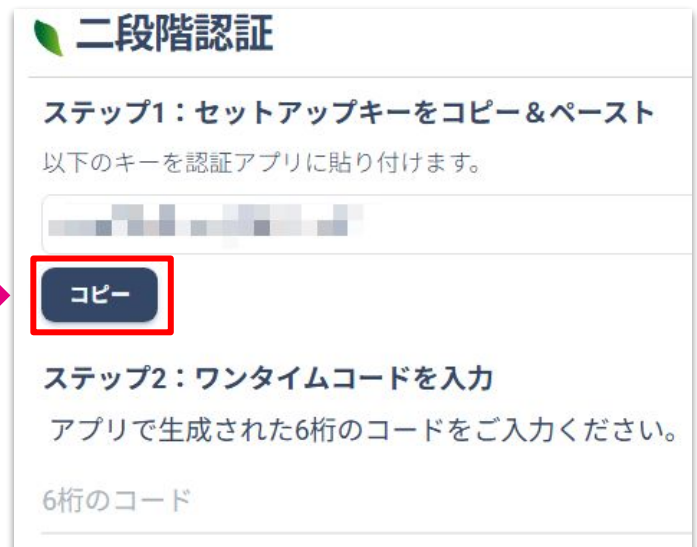 二段階認証
ステップ1：セットアップキーをコピー＆ペースト
以下のキーを認証アプリに貼り付けます。
コピー
ステップ2：ワンタイムコードを入力
アプリで生成された6桁のコードをご入力ください。
6桁のコード